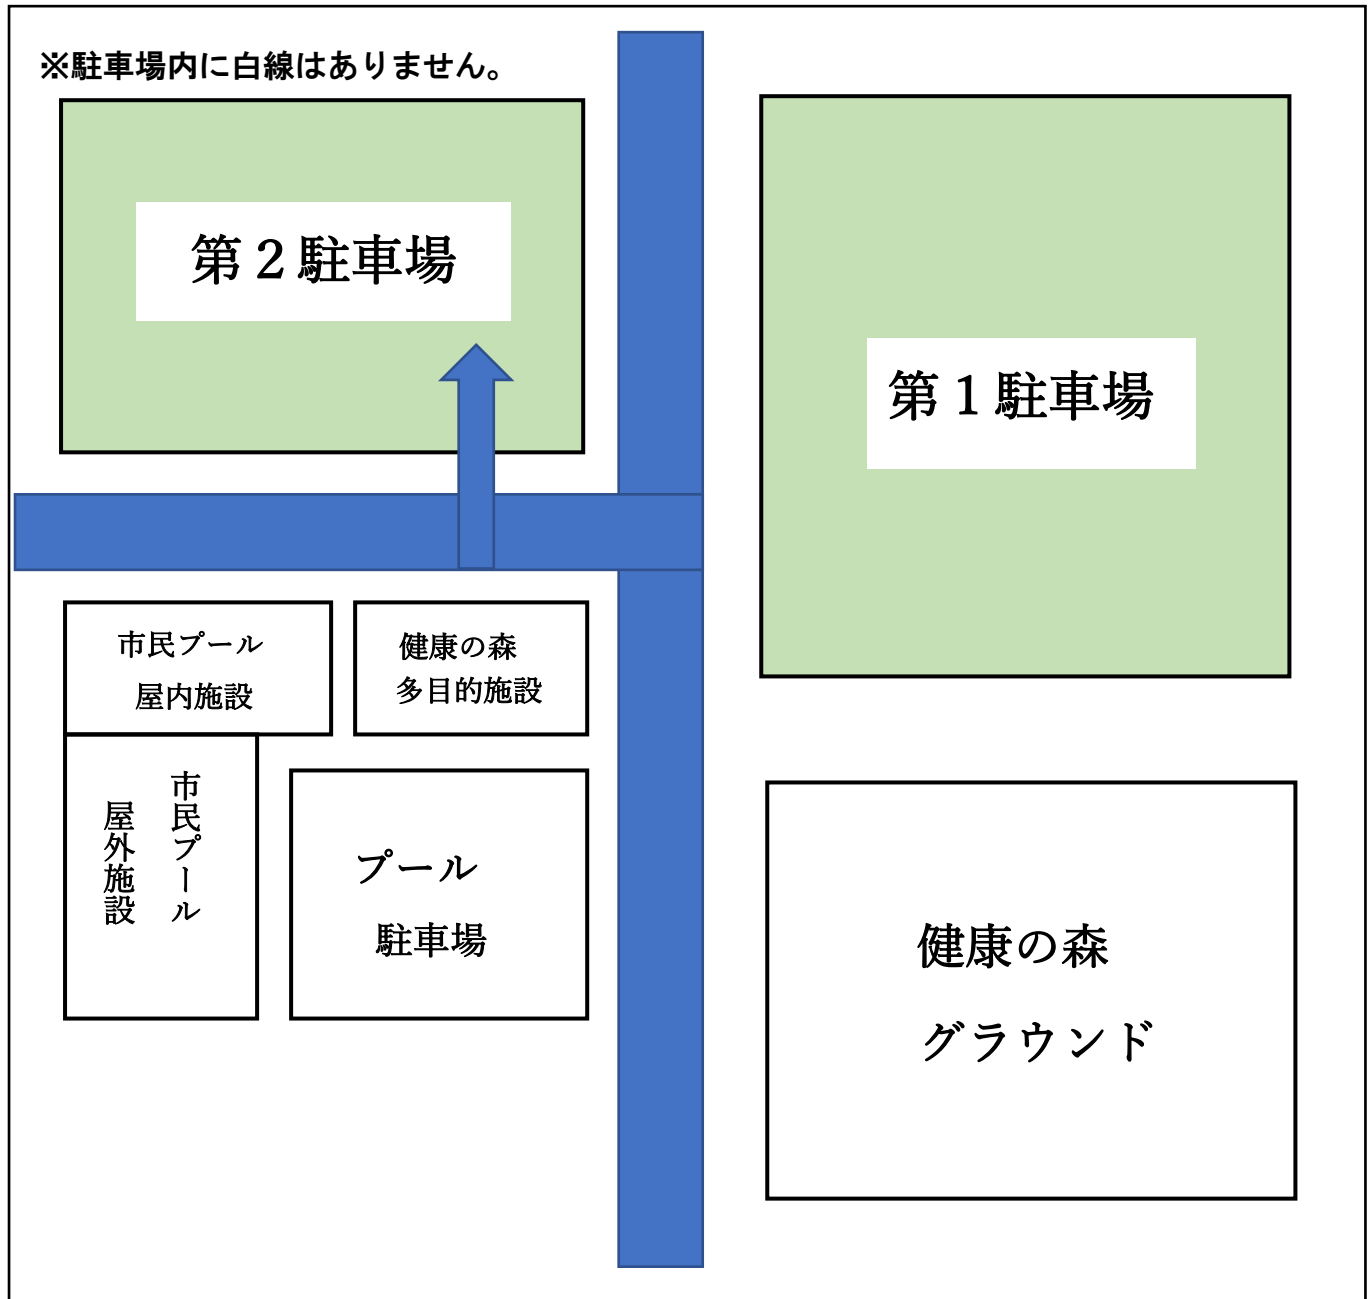 ※駐車場内に白線はありません。
第２駐車場
第１駐車場
市民プール
屋内施設
健康の森
多目的施設
市民プール
屋外施設
プール
駐車場
健康の森
グラウンド